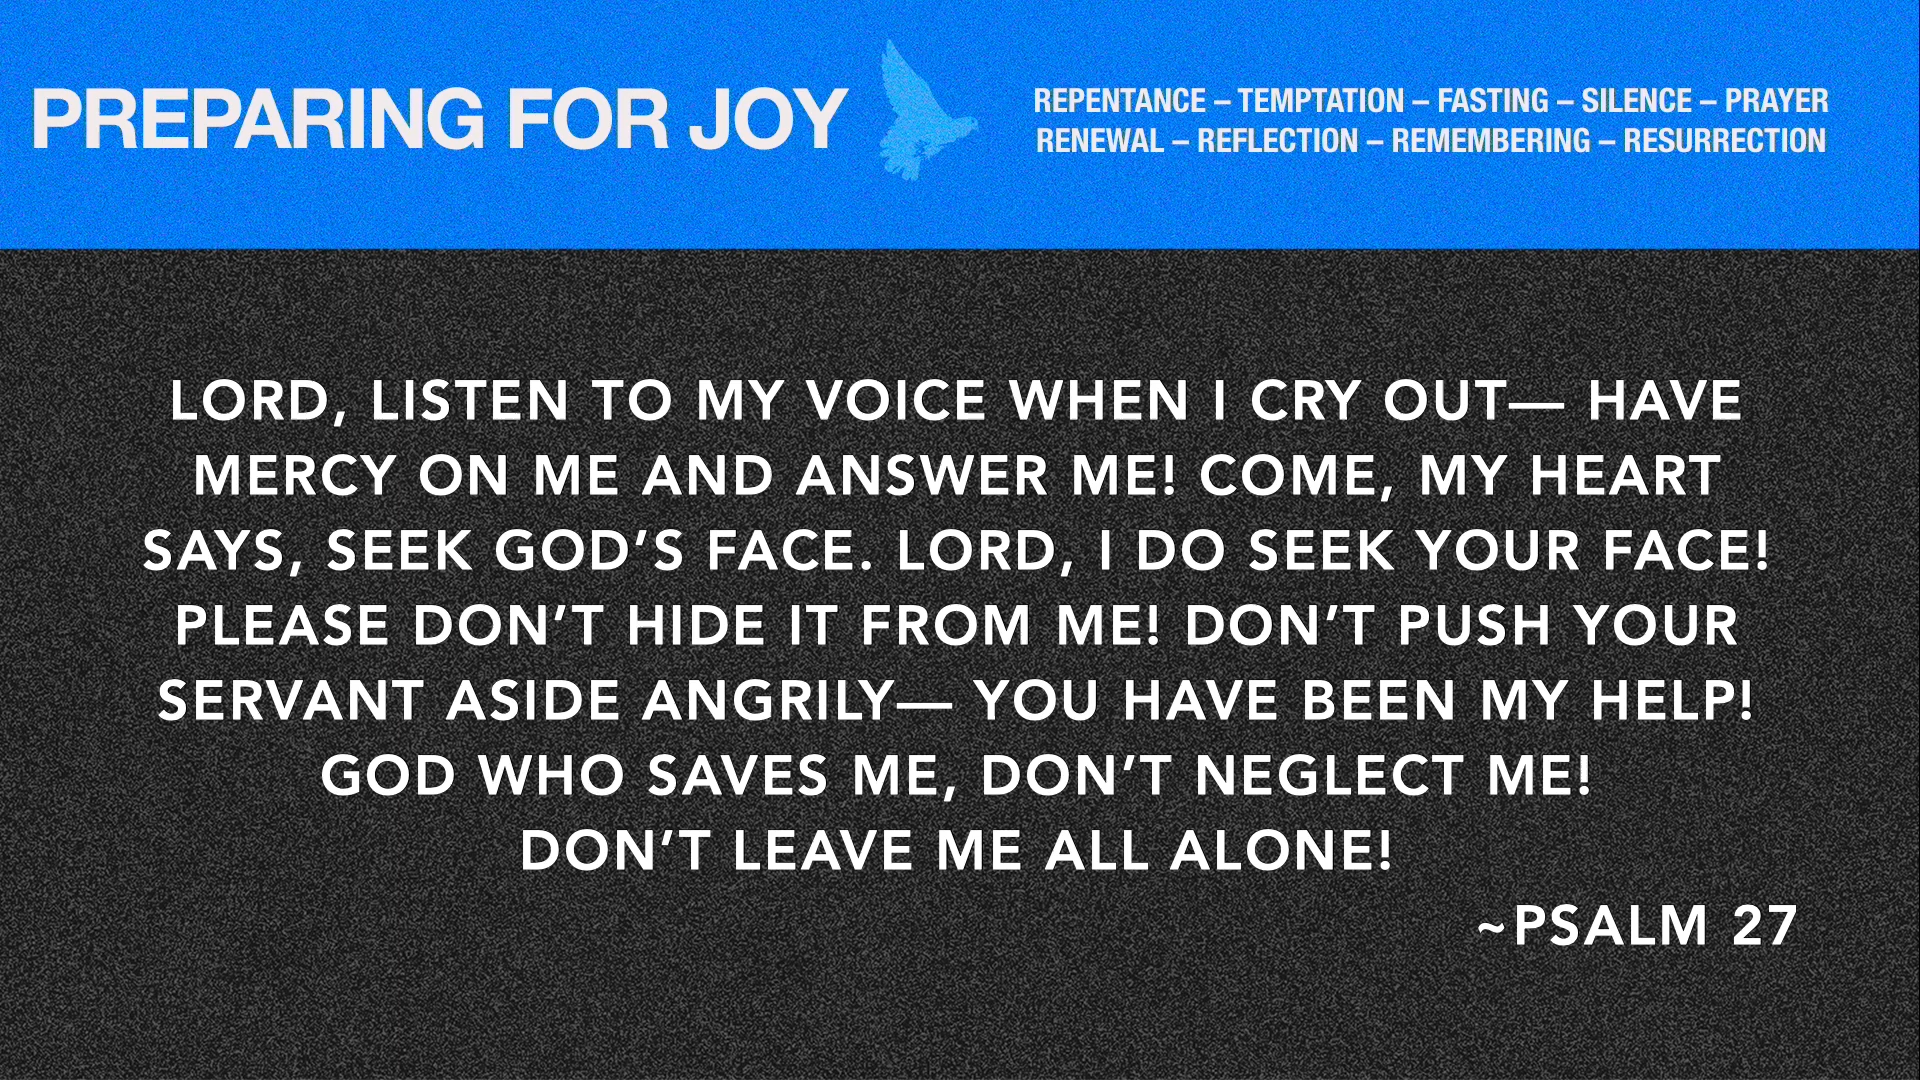 PREPARING FOR JOY
REPENTANCE – TEMPTATION – FASTING – SILENCE – PRAYER
RENEWAL – REFLECTION – REMEMBERING – RESURRECTION
LORD, LISTEN TO MY VOICE WHEN I CRY OUT— HAVE
MERCY ON ME AND ANSWER ME! COME, MY HEART
SAYS, SEEK GOD’S FACE. LORD, I DO SEEK YOUR FACE!
PLEASE DON’T HIDE IT FROM ME! DON’T PUSH YOUR
SERVANT ASIDE ANGRILY— YOU HAVE BEEN MY HELP!
GOD WHO SAVES ME, DON’T NEGLECT ME!
DON’T LEAVE ME ALL ALONE!
~PSALM 27